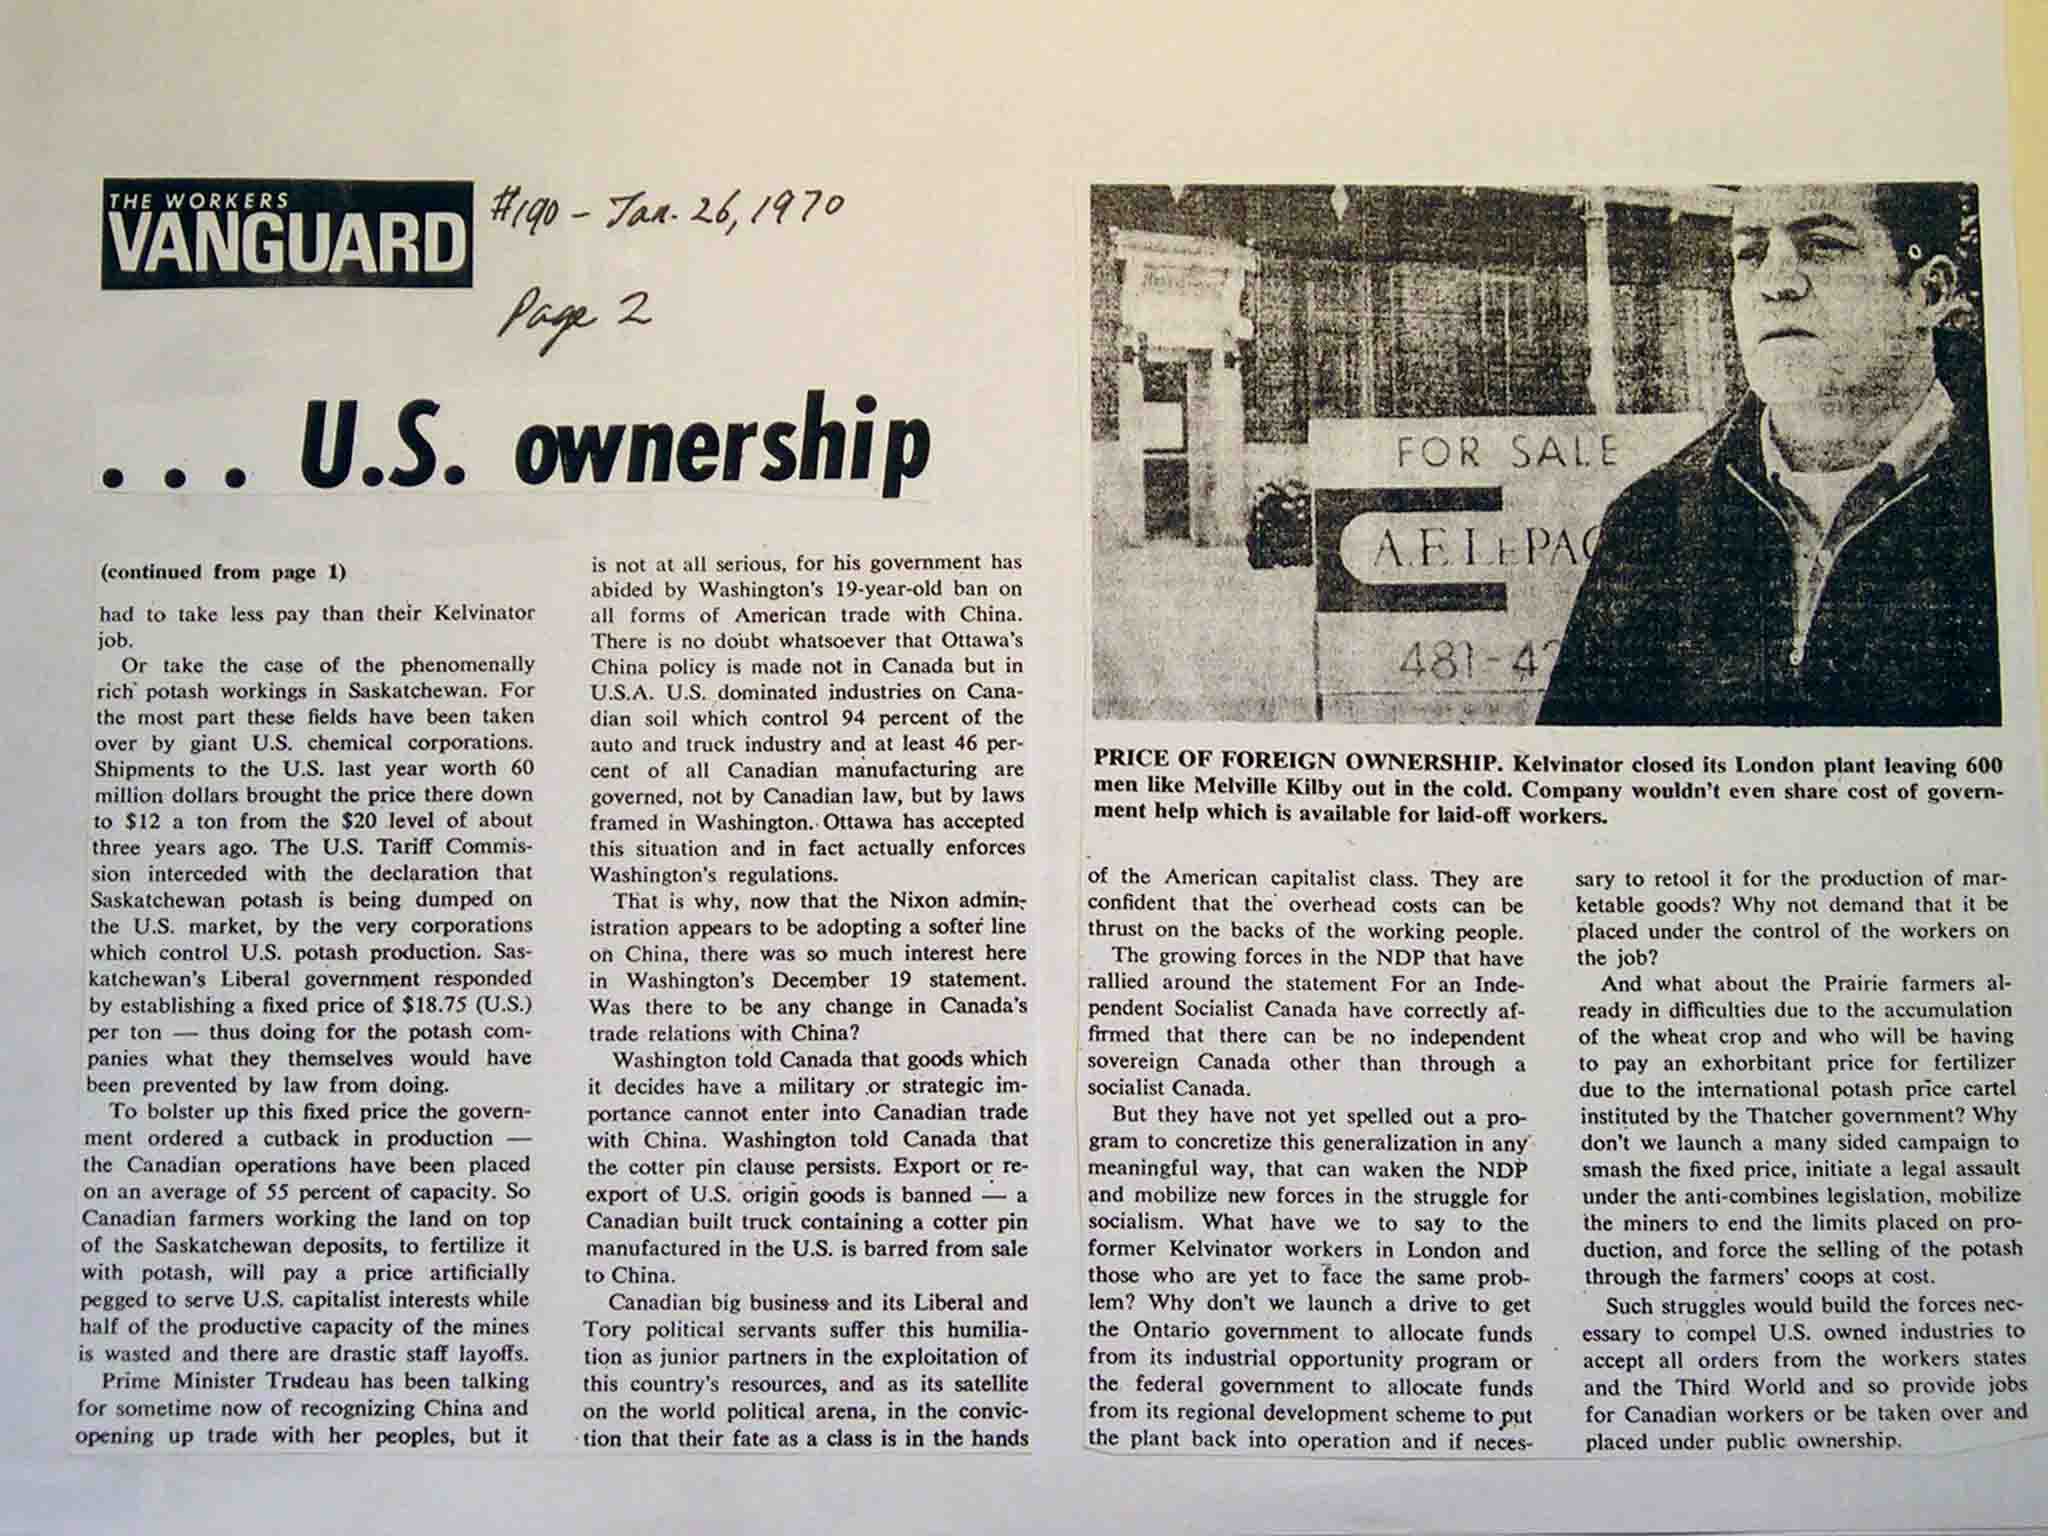 THE WORKERS
VANGUARD
#190 - Jan. 26, 1970
Page 2
. . . U.S. ownership
(continued from page 1)
had to take less pay than their Kelvinator
job.
Or take the case of the phenomenally
rich potash workings in Saskatchewan. For
the most part these fields have been taken
over by giant U.S. chemical corporations.
Shipments to the U.S. last year worth 60
million dollars brought the price there down
to $12 a ton from the $20 level of about
three years ago. The U.S. Tariff Commis-
sion interceded with the declaration that
Saskatchewan potash is being dumped on
the U.S. market, by the very corporations
which control U.S. potash production. Sas-
katchewan's Liberal government responded
by establishing a fixed price of $18.75 (U.S.)
per ton — thus doing for the potash com-
panies what they themselves would have
been prevented by law from doing.
To bolster up this fixed price the govern-
ment ordered a cutback in production —
the Canadian operations have been placed
on an average of 55 percent of capacity. So
Canadian farmers working the land on top
of the Saskatchewan deposits, to fertilize it
with potash, will pay a price artificially
pegged to serve U.S. capitalist interests while
half of the productive capacity of the mines
is wasted and there are drastic staff layoffs.
Prime Minister Trudeau has been talking
for sometime now of recognizing China and
opening up trade with her peoples, but it
is not at all serious, for his government has
abided by Washington's 19-year-old ban on
all forms of American trade with China.
There is no doubt whatsoever that Ottawa's
China policy is made not in Canada but in
U.S.A. U.S. dominated industries on Cana-
dian soil which control 94 percent of the
auto and truck industry and at least 46 per-
cent of all Canadian manufacturing are
governed, not by Canadian law, but by laws
framed in Washington. Ottawa has accepted
this situation and in fact actually enforces
Washington's regulations.
That is why, now that the Nixon admin-
istration appears to be adopting a softer line
on China, there was so much interest here
in Washington's December 19 statement.
Was there to be any change in Canada's
trade relations with China?
Washington told Canada that goods which
it decides have a military or strategic im-
portance cannot enter into Canadian trade
with China. Washington told Canada that
the cotter pin clause persists. Export or re-
export of U.S. origin goods is banned — a
Canadian built truck containing a cotter pin
manufactured in the U.S. is barred from sale
to China.
Canadian big business and its Liberal and
Tory political servants suffer this humilia-
tion as junior partners in the exploitation of
this country's resources, and as its satellite
on the world political arena, in the convic-
tion that their fate as a class is in the hands
FOR SALE
A.E. LEPAG
481-4
PRICE OF FOREIGN OWNERSHIP. Kelvinator closed its London plant leaving 600
men like Melville Kilby out in the cold. Company wouldn't even share cost of govern-
ment help which is available for laid-off workers.
of the American capitalist class. They are
confident that the overhead costs can be
thrust on the backs of the working people.
The growing forces in the NDP that have
rallied around the statement For an Inde-
pendent Socialist Canada have correctly af-
firmed that there can be no independent
sovereign Canada other than through a
socialist Canada.
But they have not yet spelled out a pro-
gram to concretize this generalization in any
meaningful way, that can waken the NDP
and mobilize new forces in the struggle for
socialism. What have we to say to the
former Kelvinator workers in London and
those who are yet to face the same prob-
lem? Why don't we launch a drive to get
the Ontario government to allocate funds
from its industrial opportunity program or
the federal government to allocate funds
from its regional development scheme to put
the plant back into operation and if neces-
sary to retool it for the production of mar-
ketable goods? Why not demand that it be
placed under the control of the workers on
the job?
And what about the Prairie farmers al-
ready in difficulties due to the accumulation
of the wheat crop and who will be having
to pay an exhorbitant price for fertilizer
due to the international potash price cartel
instituted by the Thatcher government? Why
don't we launch a many sided campaign to
smash the fixed price, initiate a legal assault
under the anti-combines legislation, mobilize
the miners to end the limits placed on pro-
duction, and force the selling of the potash
through the farmers' coops at cost.
Such struggles would build the forces nec-
essary to compel U.S. owned industries to
accept all orders from the workers states
and the Third World and so provide jobs
for Canadian workers or be taken over and
placed under public ownership.